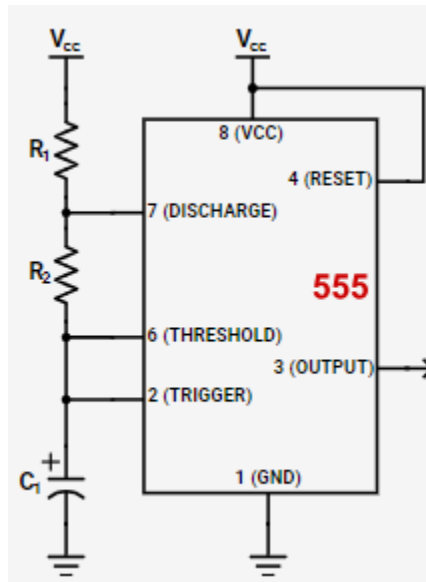 Vcc
Vcc
8 (VCC)
R1
4 (RESET)
7 (DISCHARGE)
R2
555
6 (THRESHOLD)
3 (OUTPUT)
2 (TRIGGER)
+
C1
1 (GND)